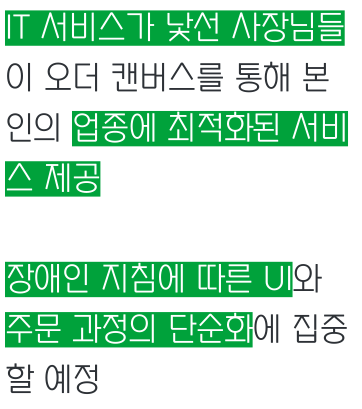 IT 서비스가 낯선 사장님들
이 오더 캔버스를 통해 본
인의 업종에 최적화된 서비
스 제공
장애인 지침에 따른 UI와
주문 과정의 단순화에 집중
할 예정